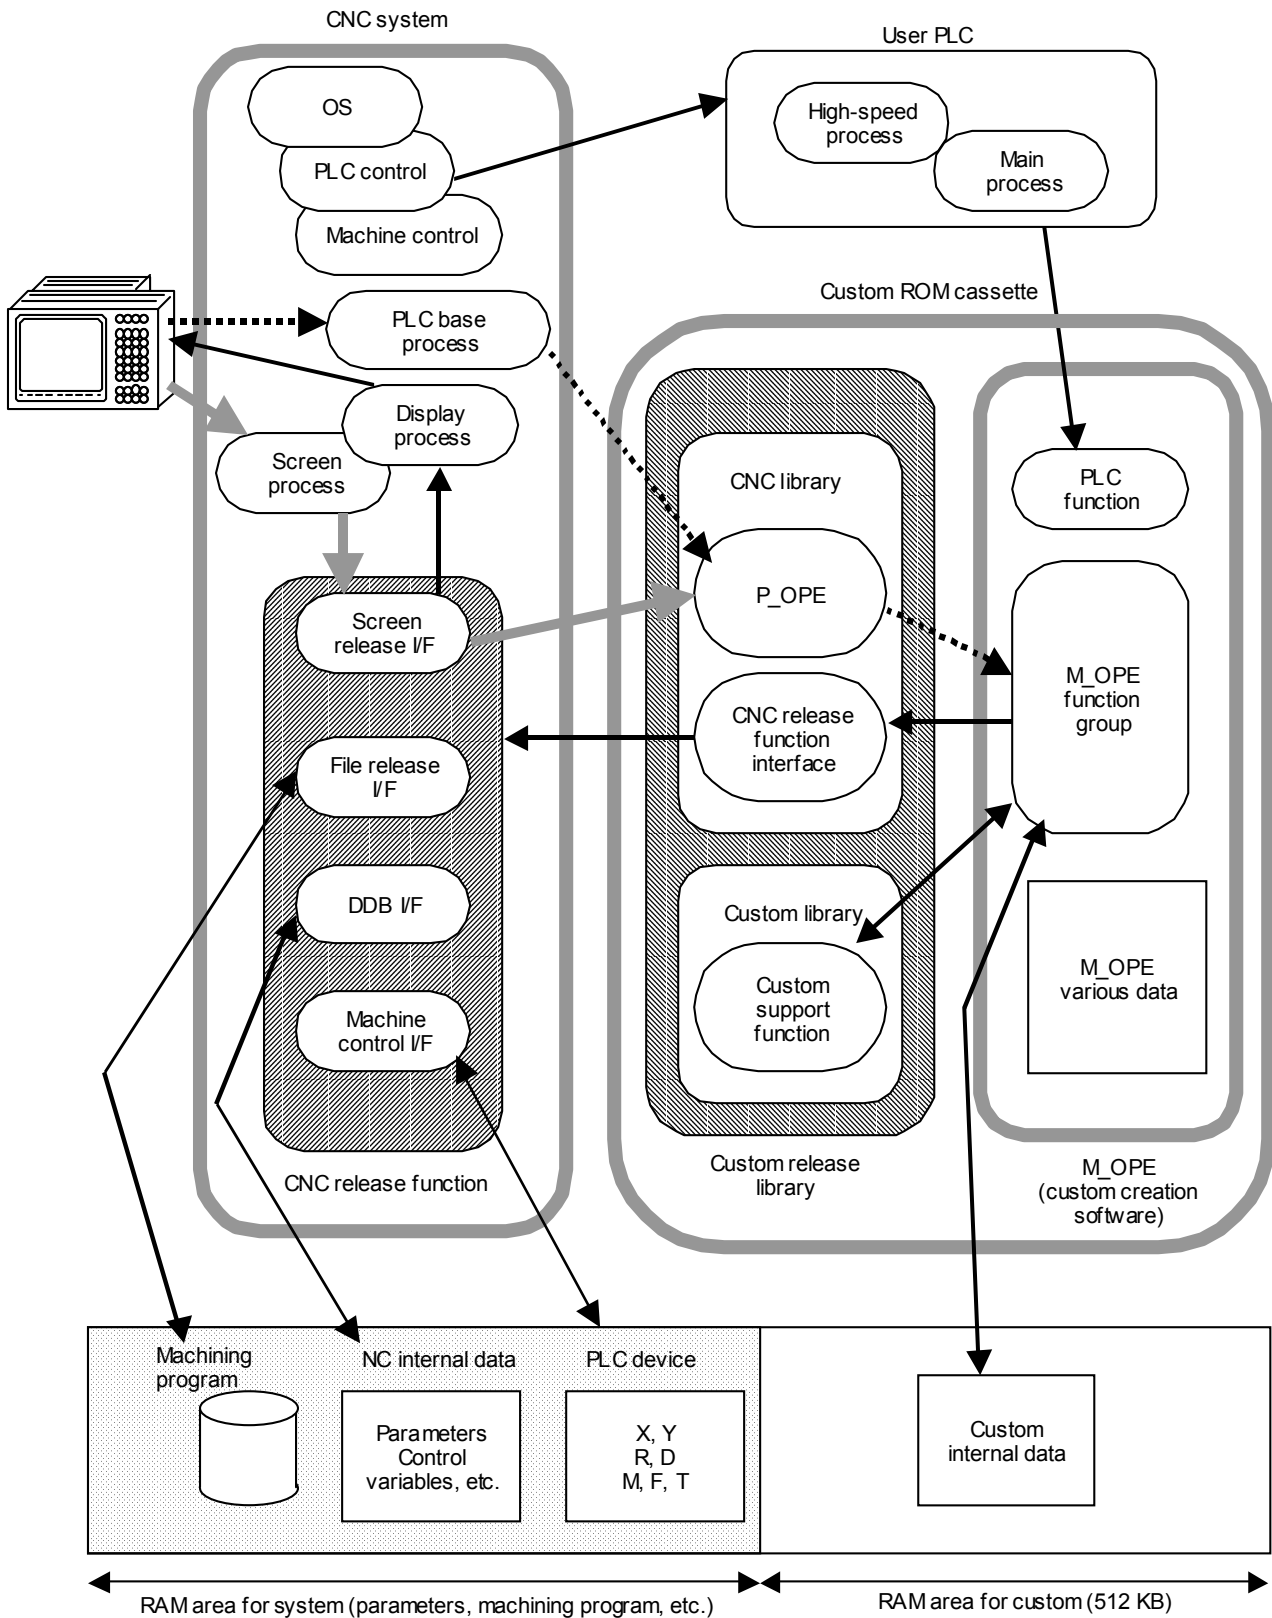 CNC system
User PLC
OS
High-speed
process
PLC control
Main
process
Machine control
Custom ROM cassette
PLC base
process
Display
process
Screen
process
CNC library
PLC
function
P_OPE
Screen
release I/F
M_OPE
function
group
CNC release
function
interface
File release
I/F
DDB I/F
Custom library
M_OPE
various data
Custom
support
function
Machine
control I/F
CNC release function
Custom release
library
M_OPE
(custom creation
software)
Machining
program
NC internal data
PLC device
Parameters
Control
variables, etc.
X, Y
R, D
M, F, T
Custom
internal data
RAM area for system (parameters, machining program, etc.)
RAM area for custom (512 KB)